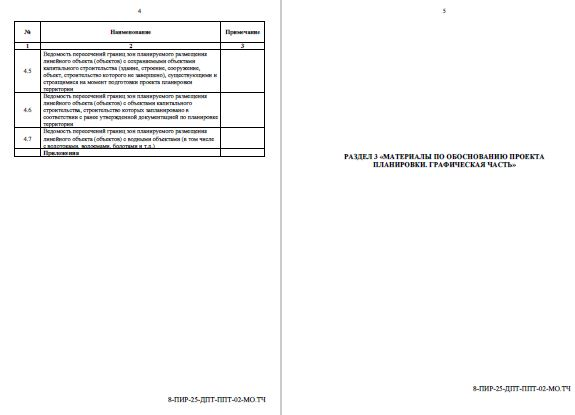 4
№ Наименование Примечание
1 2 3
4.5 Ведомость пересечений границ зон планируемого размещения
линейного объекта (объектов) с сохраняемыми объектами
капитального строительства (здание, строение, сооружение,
объект, строительство которого не завершено), существующими и
строящимися на момент подготовки проекта планировки
территории
4.6 Ведомость пересечений границ зон планируемого размещения
линейного объекта (объектов) с объектами капитального
строительства, строительство которых запланировано в
соответствии с ранее утвержденной документацией по планировке
территории
4.7 Ведомость пересечений границ зон планируемого размещения
линейного объекта (объектов) с водными объектами (в том числе
с водотоками, водоемами, болотами и т.д.)
Приложения
8-ПИР-25-ДПТ-ППТ-02-МО.ТЧ
5
РАЗДЕЛ 3 «МАТЕРИАЛЫ ПО ОБОСНОВАНИЮ ПРОЕКТА
ПЛАНИРОВКИ. ГРАФИЧЕСКАЯ ЧАСТЬ»
8-ПИР-25-ДПТ-ППТ-02-МО.ТЧ